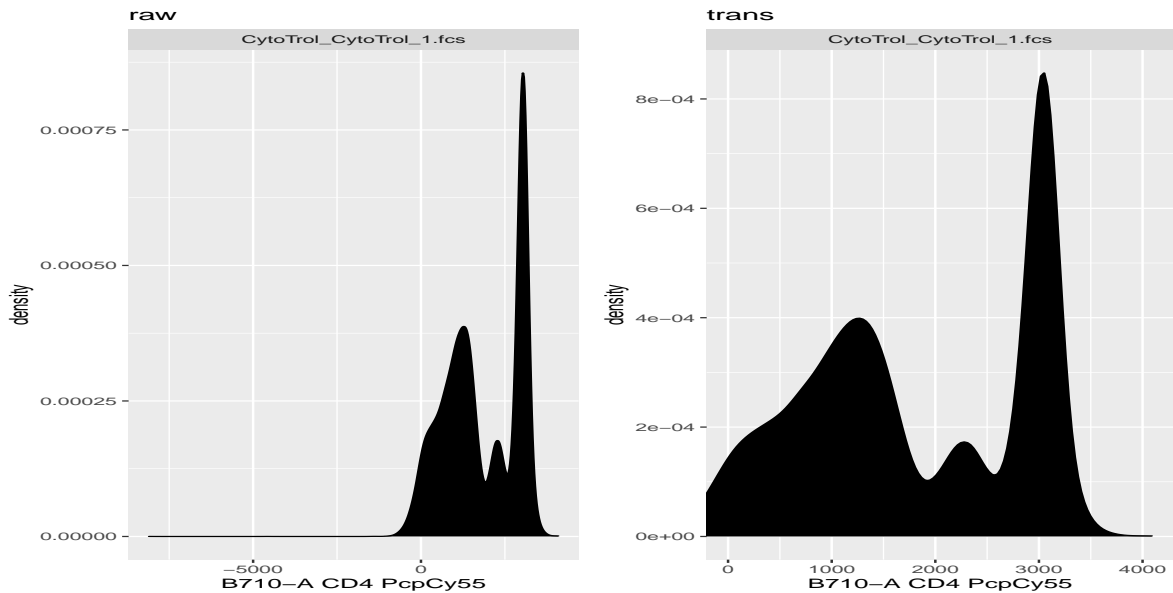 raw
CytoTrol_CytoTrol_1.fcs
0.00075
0.00050
0.00025
0.00000
density
−5000
0
B710−A CD4 PcpCy55
trans
CytoTrol_CytoTrol_1.fcs
8e−04
6e−04
4e−04
2e−04
0e+00
density
0
1000
2000
3000
4000
B710−A CD4 PcpCy55